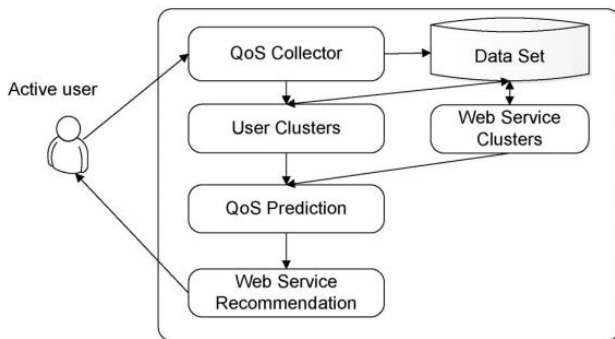 QoS Collector
Data Set
Active user
User Clusters
Web Service
Clusters
QoS Prediction
Web Service
Recommendation